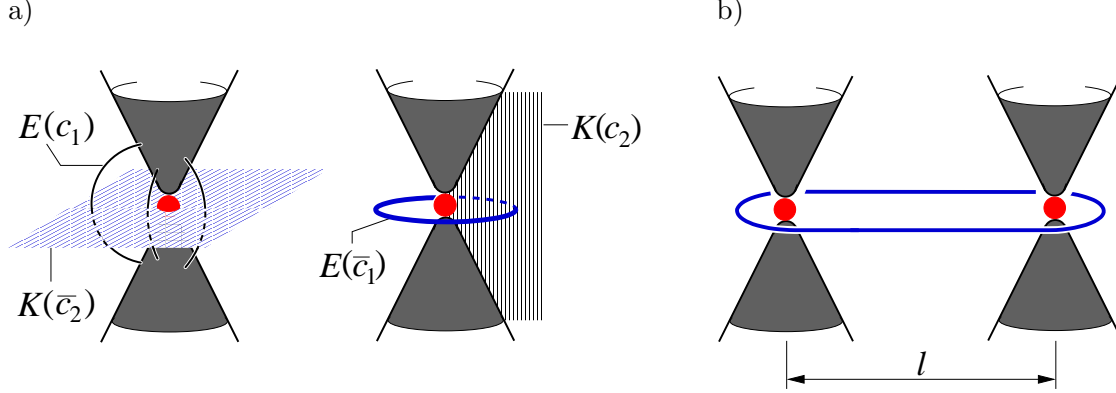 a)
b)
E(c₁)
K(c₂)
E(c̅₁)
K(c̅₂)
l